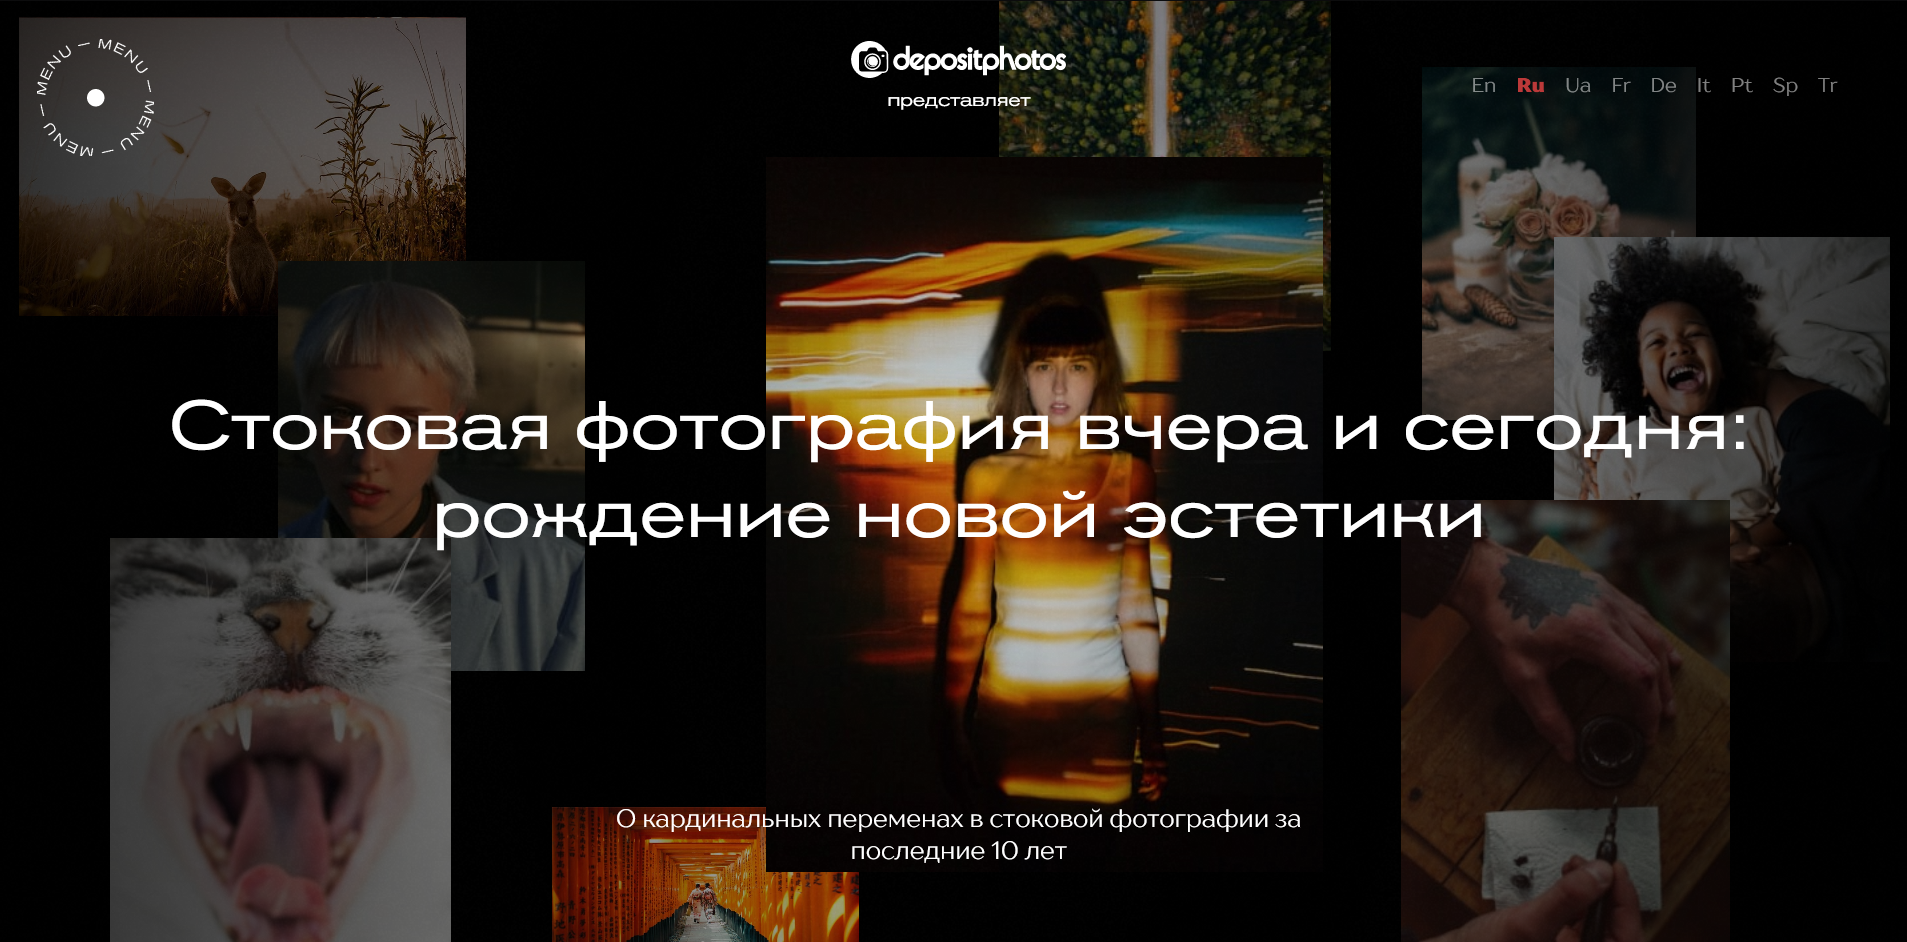 MENU — MENU — MENU — MENU — MENU —
depositphotos
представляет
En Ru Ua Fr De It Pt Sp Tr
Стоковая фотография вчера и сегодня:
рождение новой эстетики
О кардинальных переменах в стоковой фотографии за
последние 10 лет